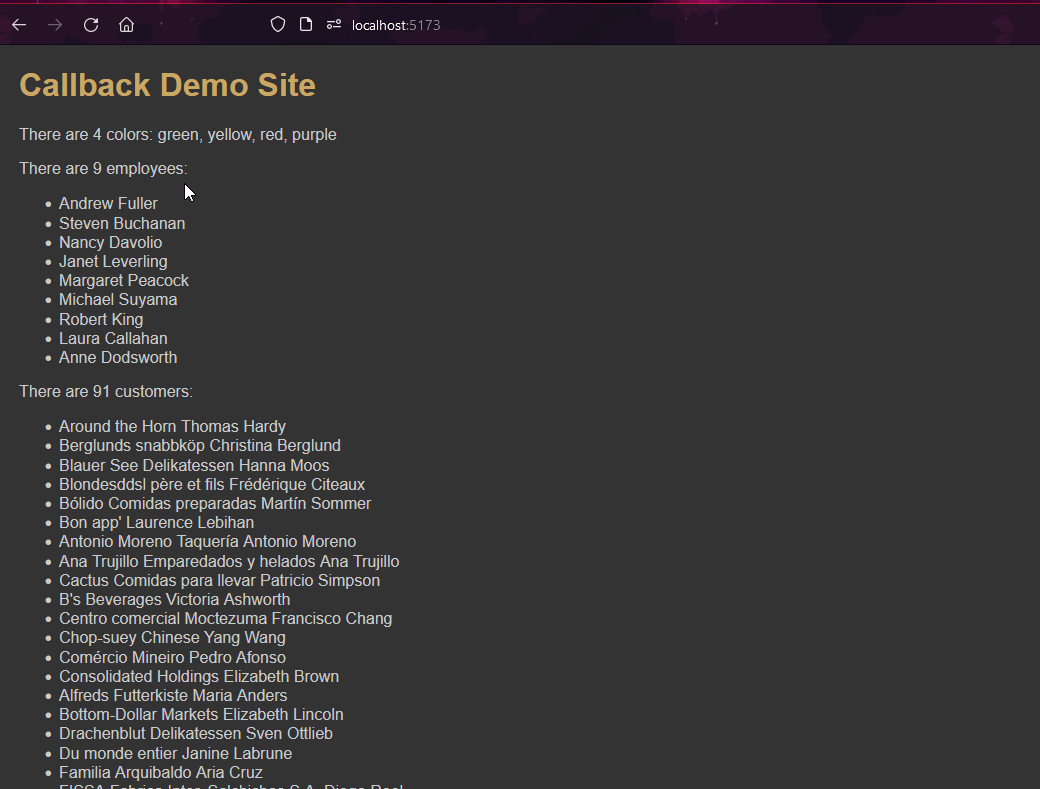 localhost:5173
Callback Demo Site
There are 4 colors: green, yellow, red, purple
There are 9 employees:
Andrew Fuller
Steven Buchanan
Nancy Davolio
Janet Leverling
Margaret Peacock
Michael Suyama
Robert King
Laura Callahan
Anne Dodsworth
There are 91 customers:
Around the Horn Thomas Hardy
Berglunds snabbköp Christina Berglund
Blauer See Delikatessen Hanna Moos
Blondesddsl père et fils Frédérique Citeaux
Bólido Comidas preparadas Martín Sommer
Bon app' Laurence Lebihan
Antonio Moreno Taquería Antonio Moreno
Ana Trujillo Emparedados y helados Ana Trujillo
Cactus Comidas para llevar Patricio Simpson
B's Beverages Victoria Ashworth
Centro comercial Moctezuma Francisco Chang
Chop-suey Chinese Yang Wang
Comércio Mineiro Pedro Afonso
Consolidated Holdings Elizabeth Brown
Alfreds Futterkiste Maria Anders
Bottom-Dollar Markets Elizabeth Lincoln
Drachenblut Delikatessen Sven Ottlieb
Du monde entier Janine Labrune
Familia Arquibaldo Aria Cruz